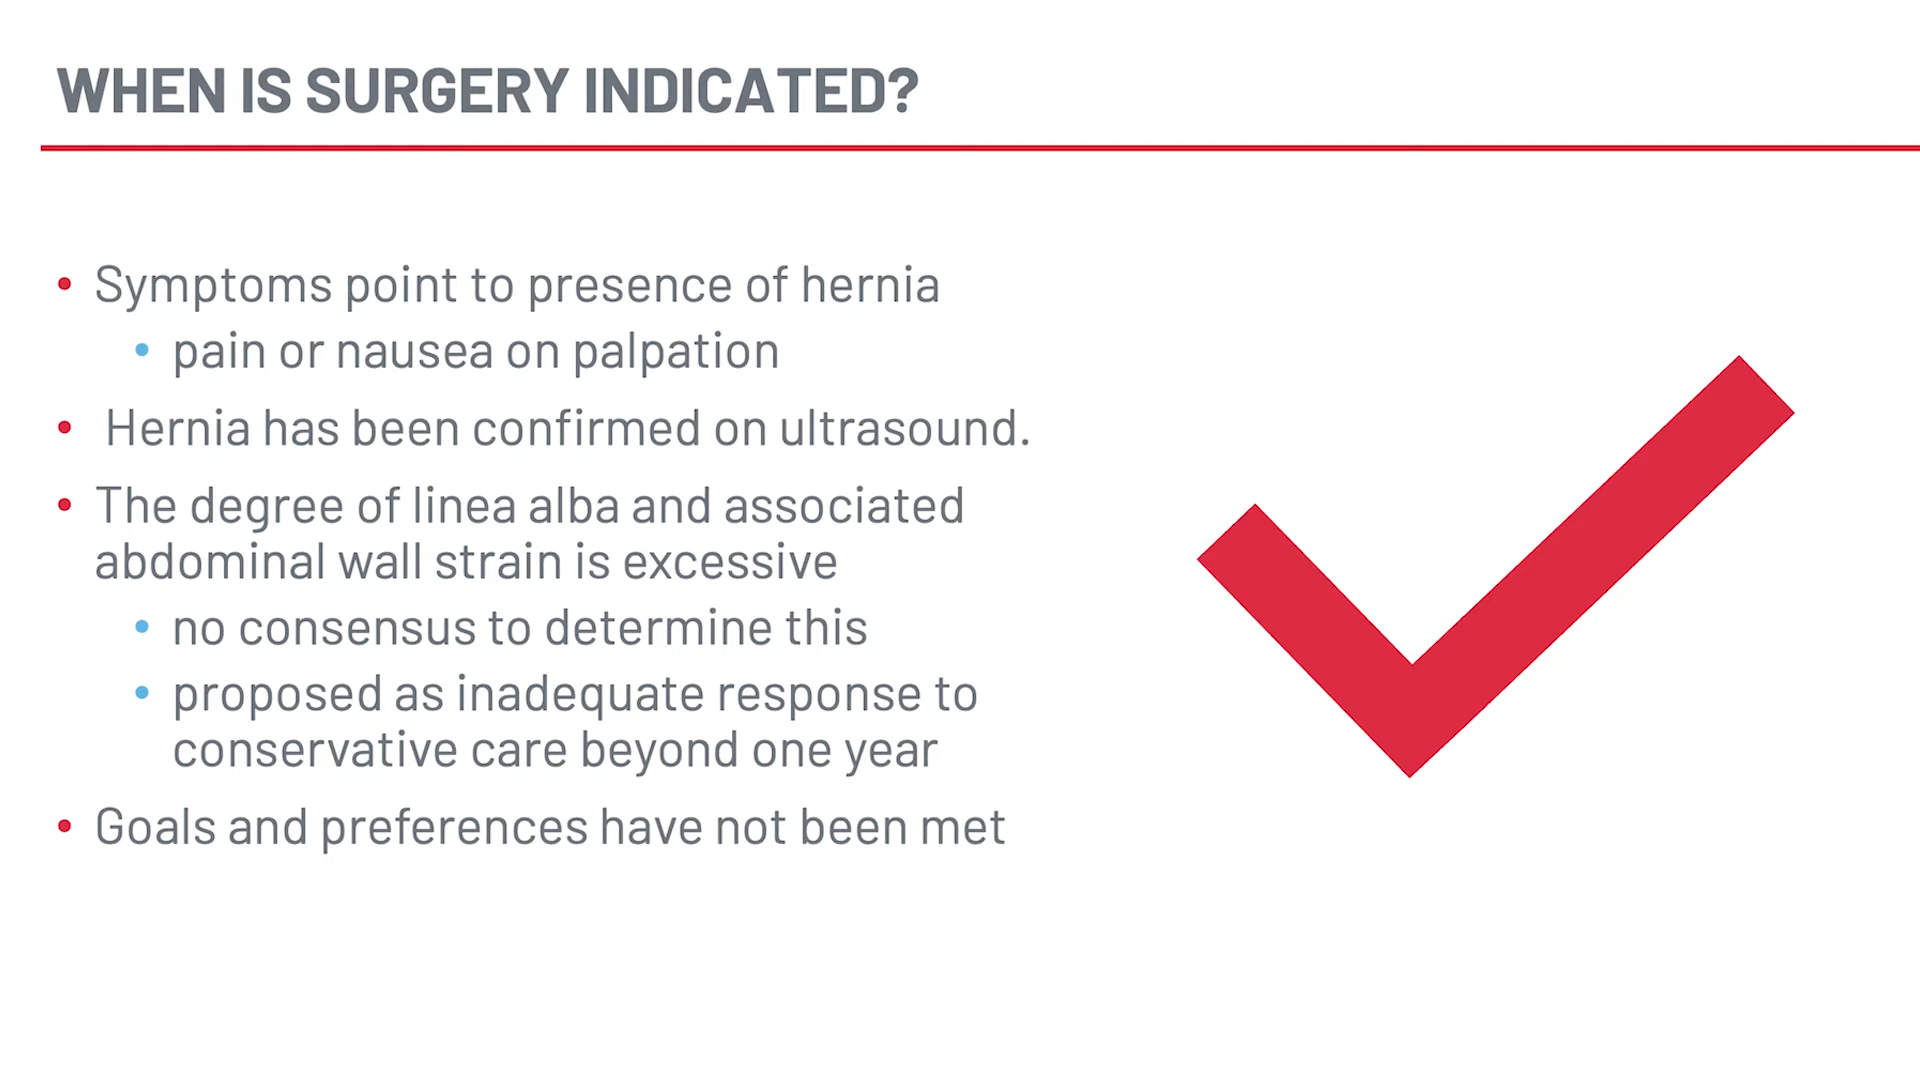 WHEN IS SURGERY INDICATED?
• Symptoms point to presence of hernia
• pain or nausea on palpation
• Hernia has been confirmed on ultrasound.
• The degree of linea alba and associated
abdominal wall strain is excessive
• no consensus to determine this
• proposed as inadequate response to
conservative care beyond one year
• Goals and preferences have not been met